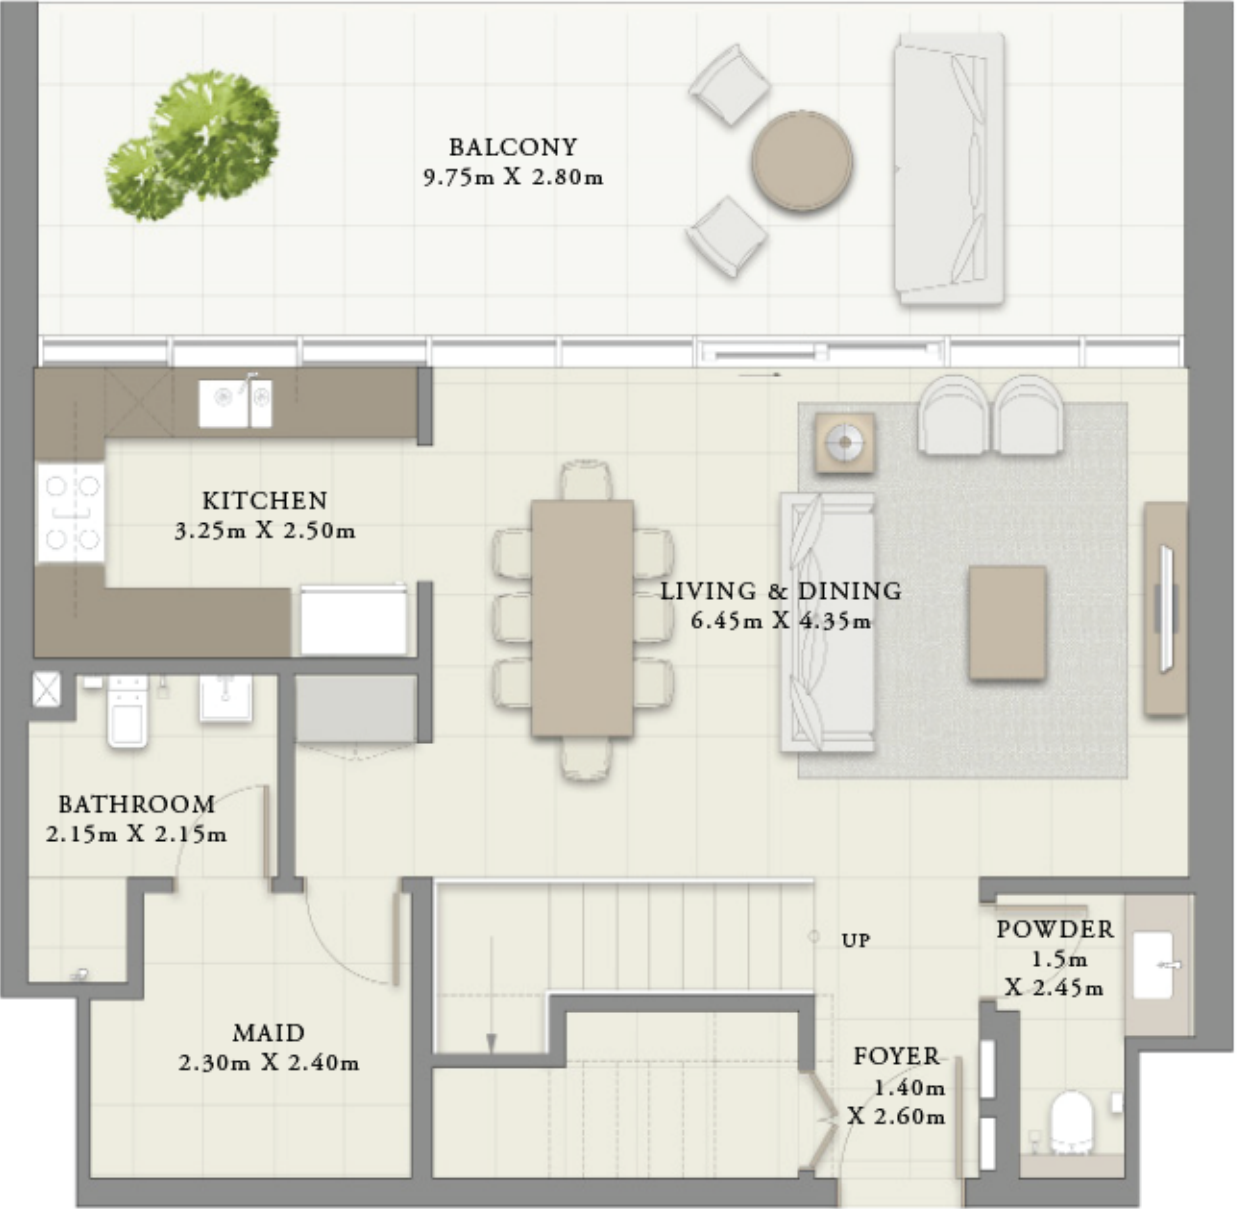 BALCONY
9.75m X 2.80m
KITCHEN
3.25m X 2.50m
LIVING & DINING
6.45m X 4.35m
BATHROOM
2.15m X 2.15m
UP
POWDER
1.5m
X 2.45m
MAID
2.30m X 2.40m
FOYER
1.40m
X 2.60m